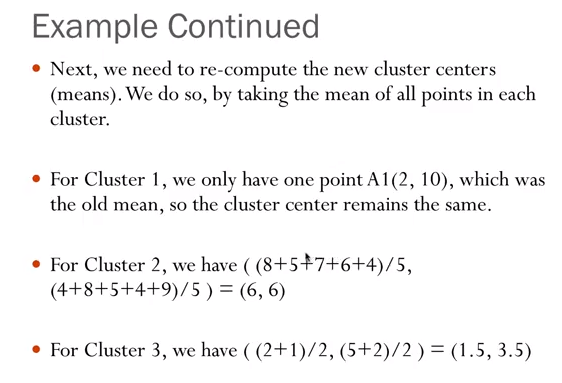 Example Continued
• Next, we need to re-compute the new cluster centers
(means). We do so, by taking the mean of all points in each
cluster.
• For Cluster 1, we only have one point A1(2, 10), which was
the old mean, so the cluster center remains the same.
• For Cluster 2, we have ( (8+5+7+6+4)/5,
(4+8+5+4+9)/5 ) = (6, 6)
• For Cluster 3, we have ( (2+1)/2, (5+2)/2 ) = (1.5, 3.5)